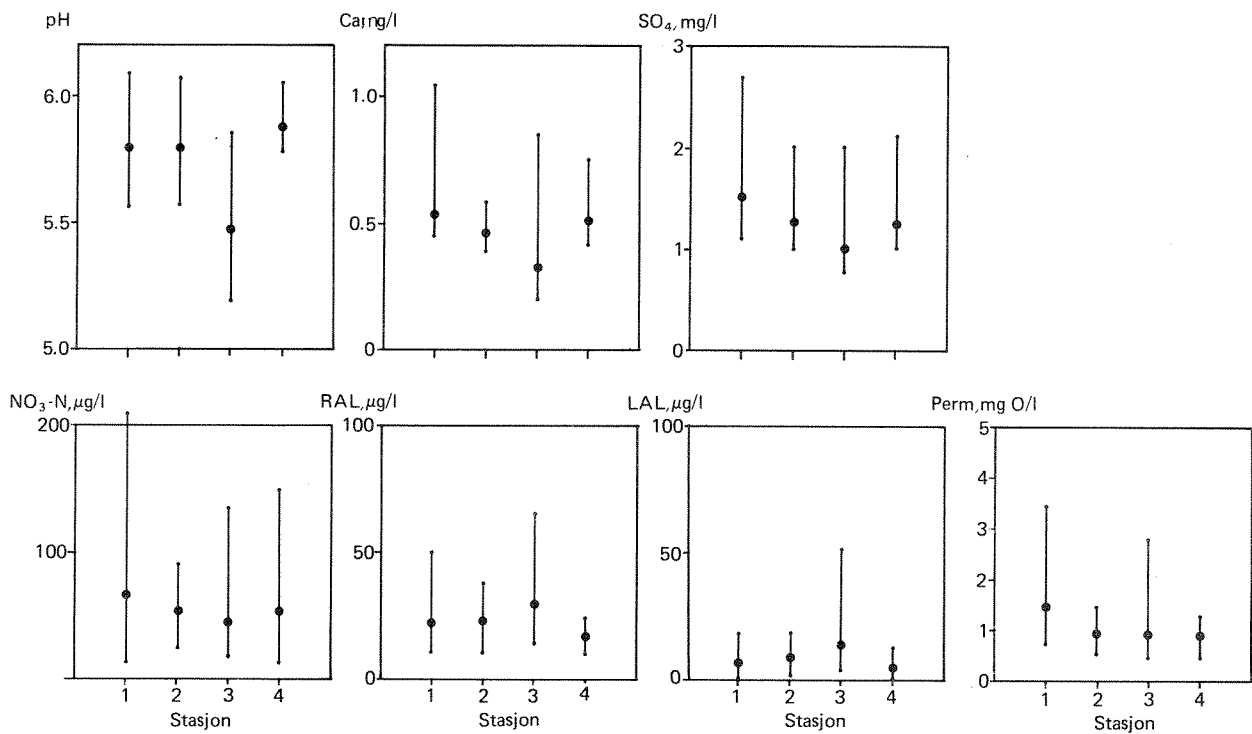 pH
Ca,mg/l
SO4,mg/l
6.0
5.5
5.0
1.0
0.5
0
3
2
1
0
NO3-N,µg/l
RAL,µg/l
LAL,µg/l
Perm,mg O/l
200
100
100
50
0
100
50
0
5
4
3
2
1
0
1 2 3 4
1 2 3 4
1 2 3 4
1 2 3 4
Stasjon
Stasjon
Stasjon
Stasjon